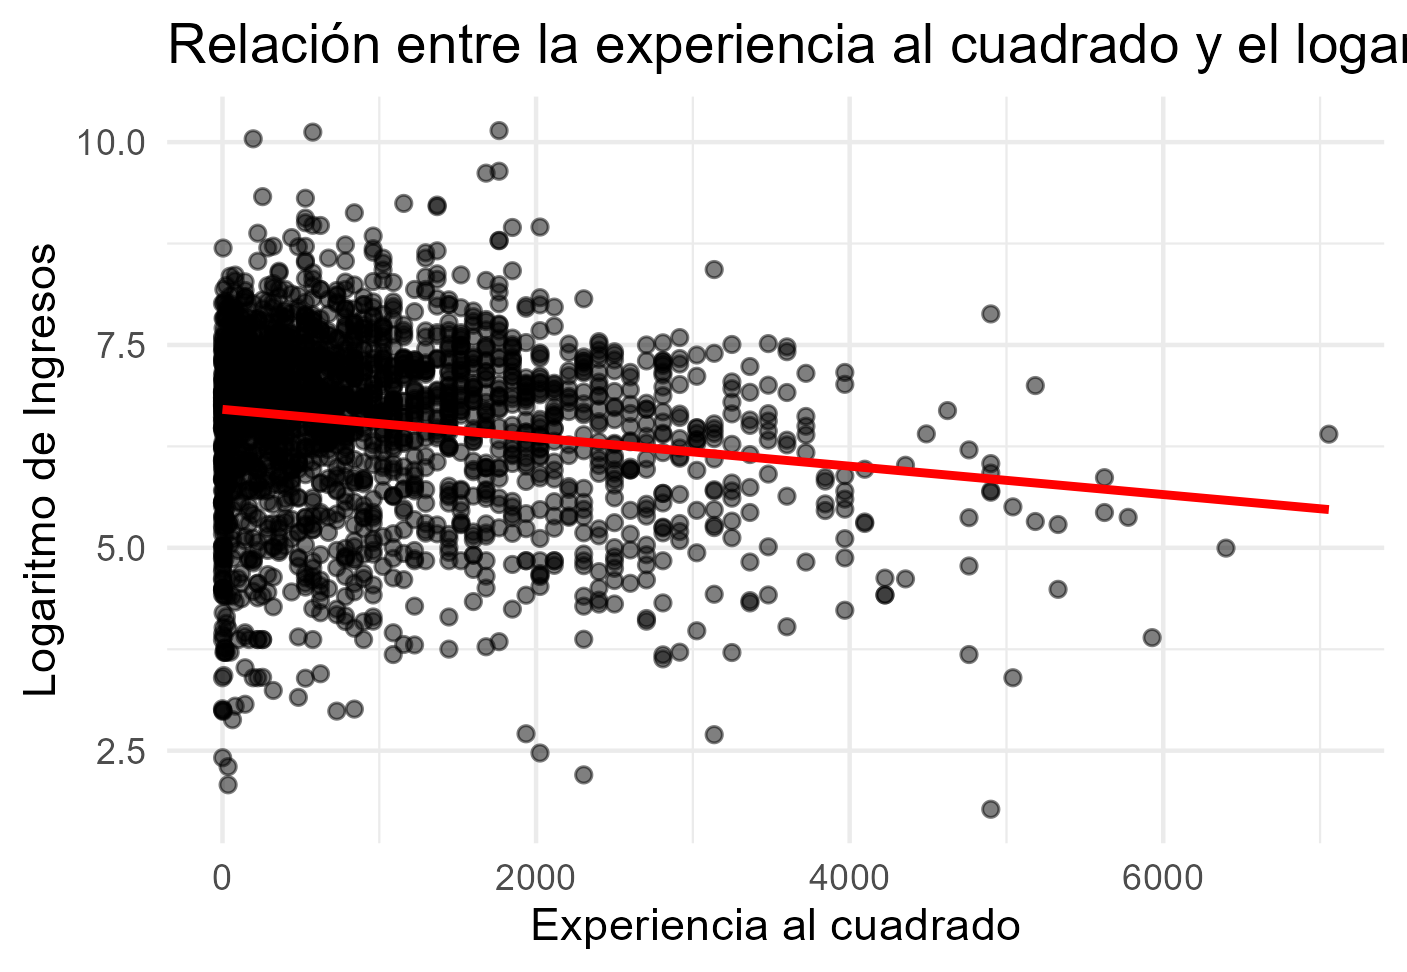 Relación entre la experiencia al cuadrado y el logar
10.0
7.5
5.0
2.5
Logaritmo de Ingresos
0
2000
4000
6000
Experiencia al cuadrado